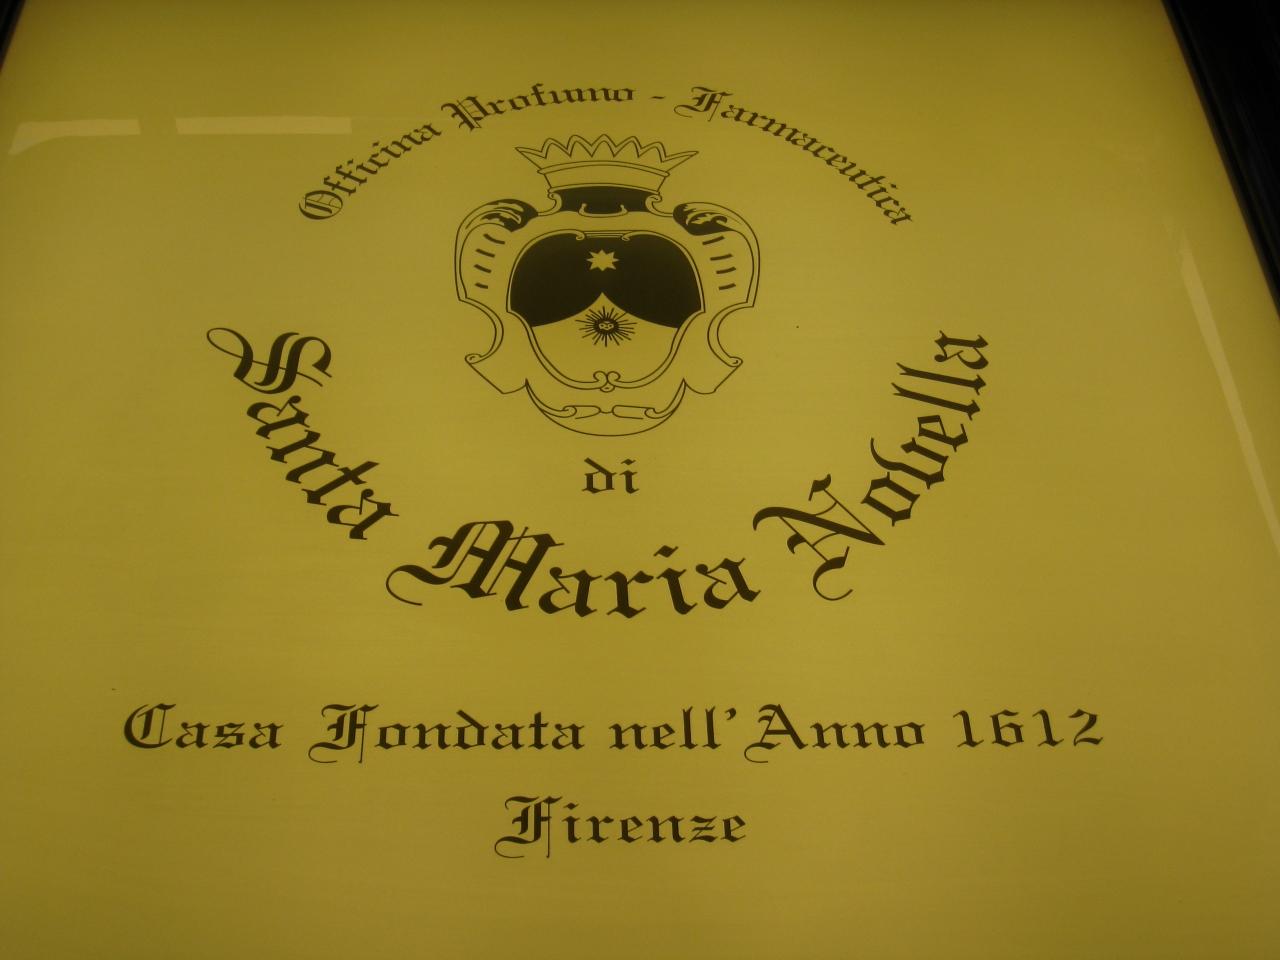 Officina Profumo - Farmaceutica
di
Santa Maria Novella
Casa Fondata nell'Anno 1612
Firenze